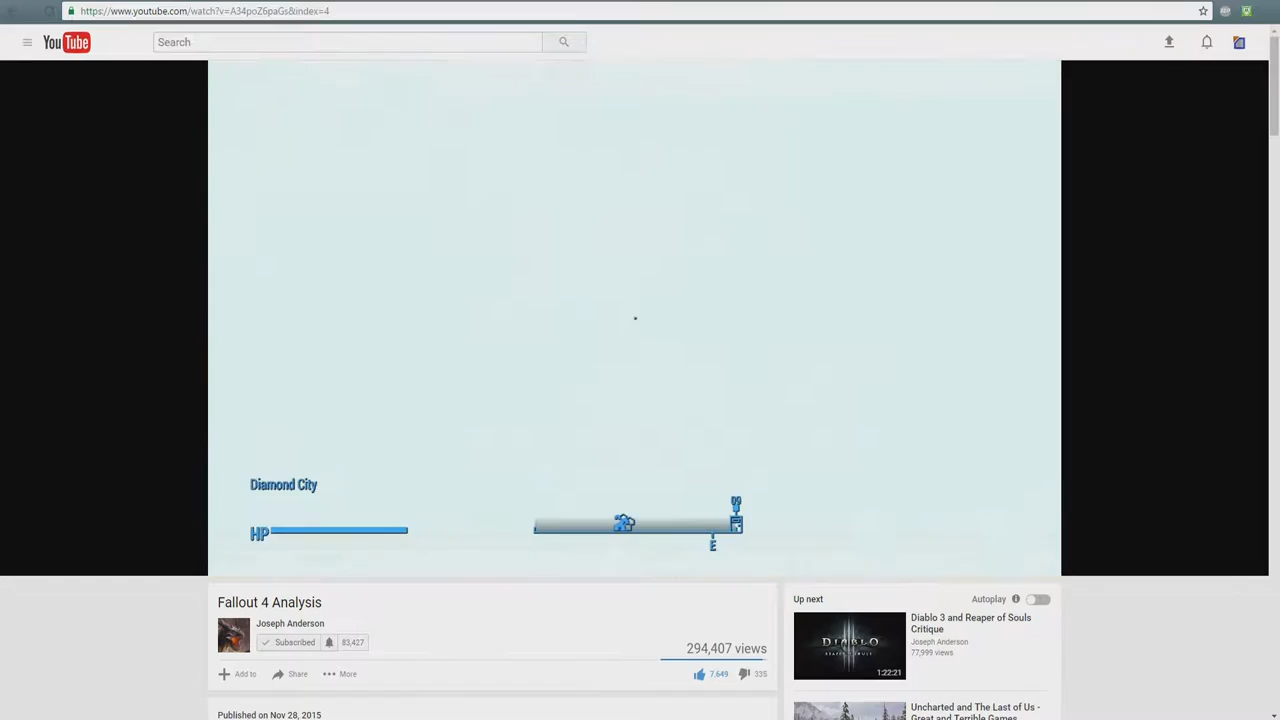 https://www.youtube.com/watch?v=A34poZ6paGs&index=4
YouTube
Search
Diamond City
HP
E
Fallout 4 Analysis
Joseph Anderson
Subscribed 83,427
294,407 views
Add to Share More
7,649 335
Published on Nov 28, 2015
Up next
Autoplay
Diablo 3 and Reaper of Souls
Critique
Joseph Anderson
77,999 views
DIABLO
1:22:21
Uncharted and The Last of Us -
Great and Terrible Games